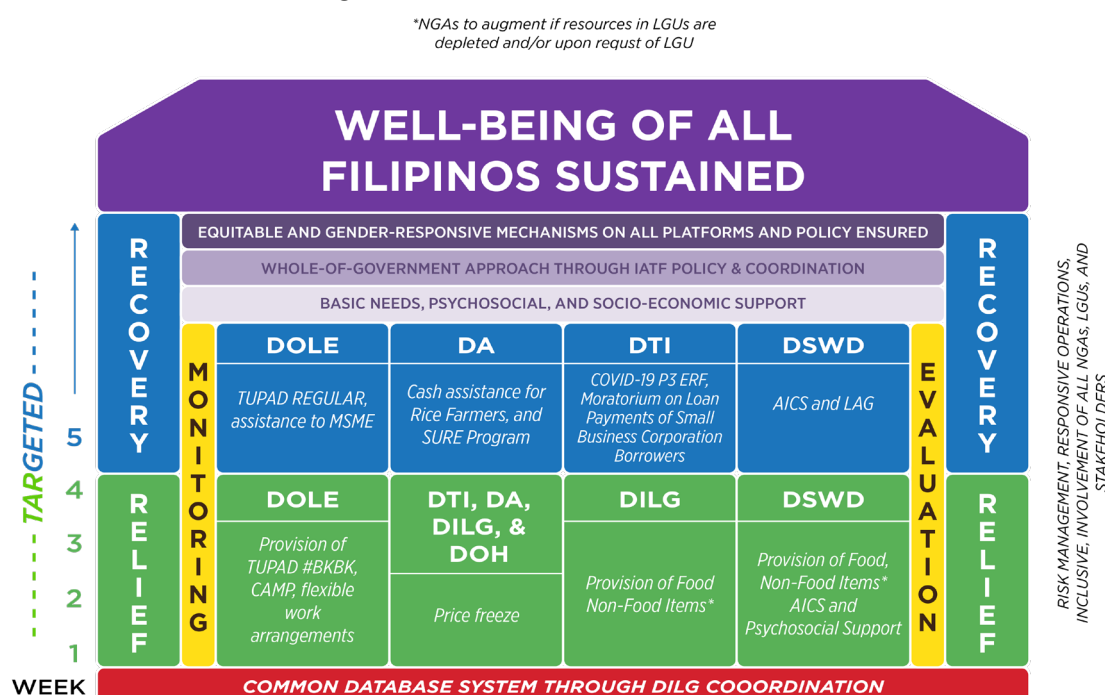 *NGAs to augment if resources in LGUs are
depleted and/or upon requst of LGU
WELL-BEING OF ALL
FILIPINOS SUSTAINED
EQUITABLE AND GENDER-RESPONSIVE MECHANISMS ON ALL PLATFORMS AND POLICY ENSURED
WHOLE-OF-GOVERNMENT APPROACH THROUGH IATF POLICY & COORDINATION
BASIC NEEDS, PSYCHOSOCIAL, AND SOCIO-ECONOMIC SUPPORT
TARGETED
5
4
3
2
1
WEEK
RECOVERY
RELIEF
MONITORING
DOLE
TUPAD REGULAR,
assistance to MSME
DA
Cash assistance for
Rice Farmers, and
SURE Program
DTI
COVID-19 P3 ERF,
Moratorium on Loan
Payments of Small
Business Corporation
Borrowers
DSWD
AICS and LAG
DOLE
Provision of
TUPAD #BKBK,
CAMP, flexible
work
arrangements
DTI, DA,
DILG, &
DOH
Price freeze
DILG
Provision of Food
Non-Food Items*
DSWD
Provision of Food,
Non-Food Items*
AICS and
Psychosocial Support
EVALUATION
RECOVERY
RELIEF
RISK MANAGEMENT, RESPONSIVE OPERATIONS,
INCLUSIVE, INVOLVEMENT OF ALL NGAs, LGUs, AND
STAKEHOLDERS
COMMON DATABASE SYSTEM THROUGH DILG COOORDINATION